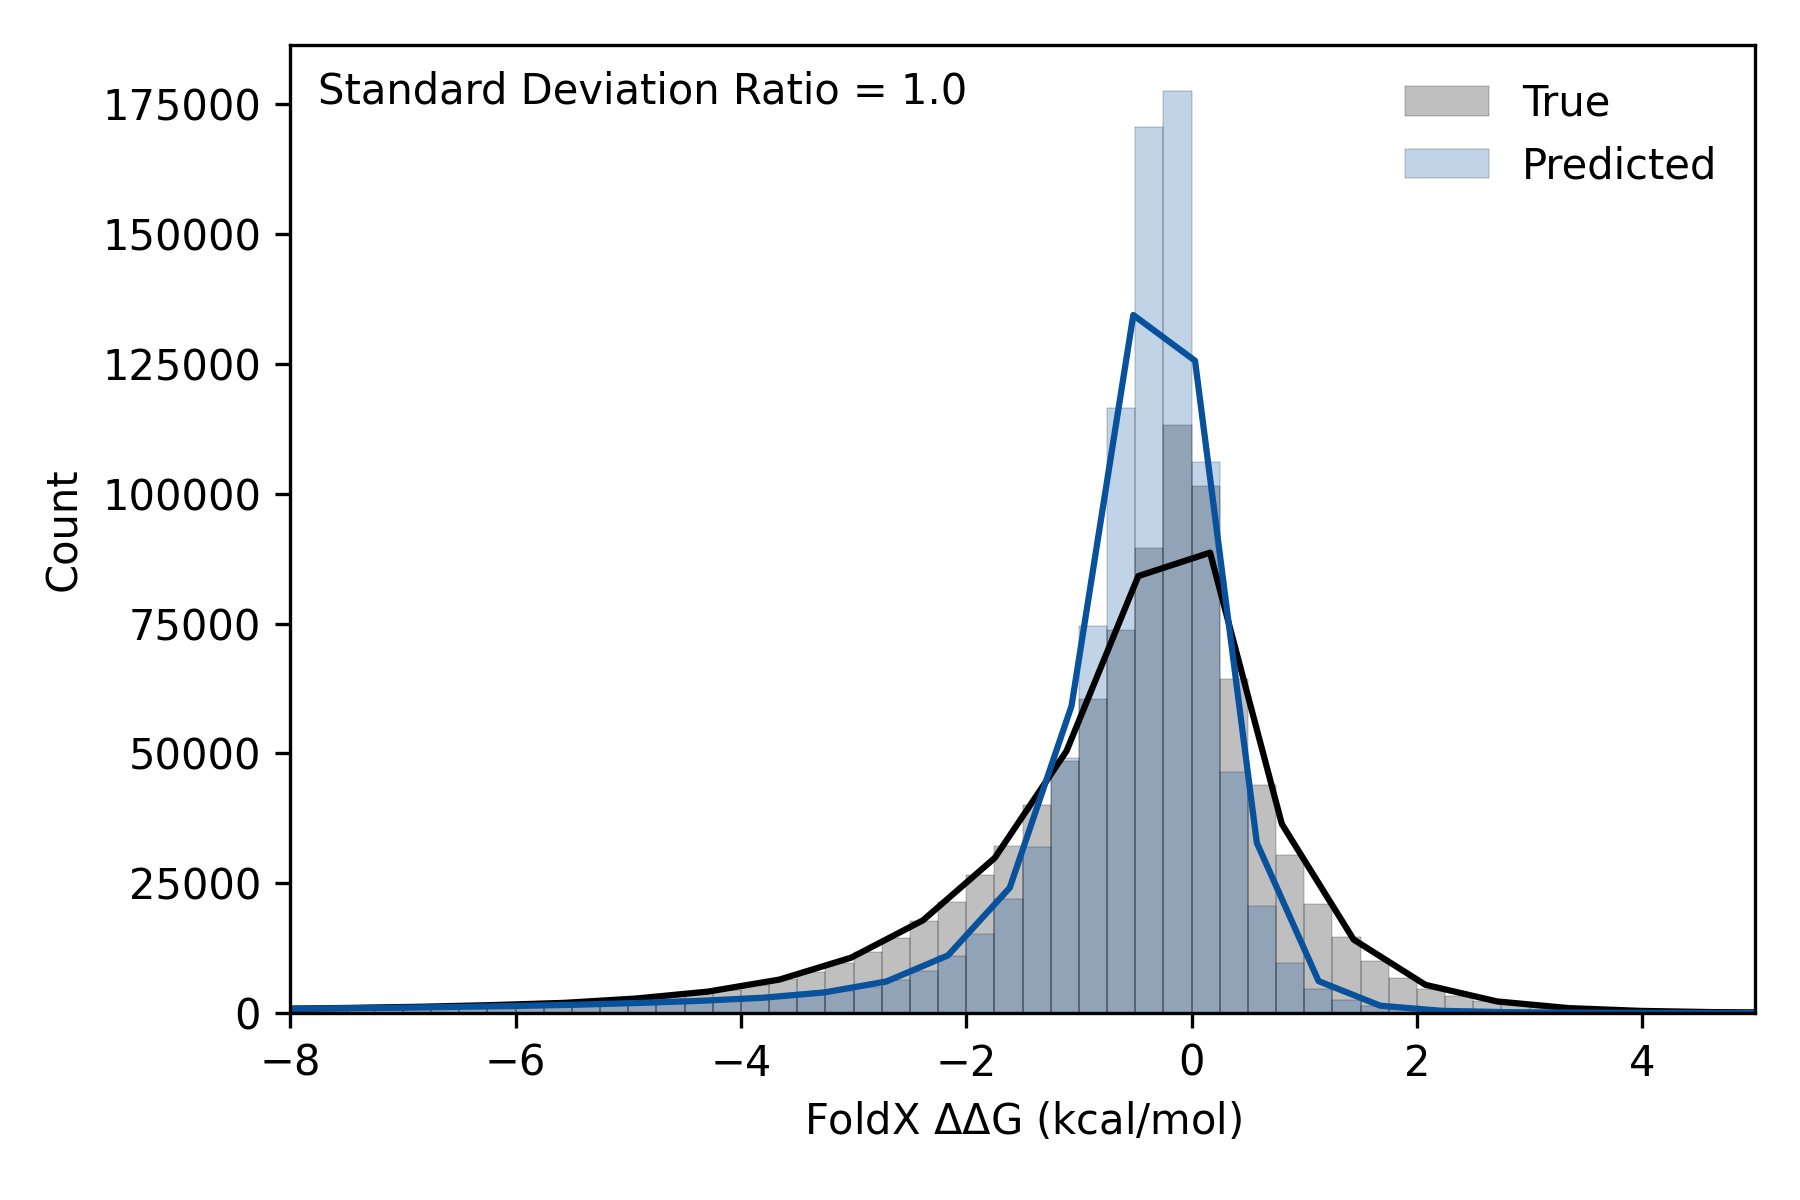 Standard Deviation Ratio = 1.0
True
Predicted
175000
150000
125000
100000
75000
50000
25000
0
Count
−8 −6 −4 −2 0 2 4
FoldX ΔΔG (kcal/mol)